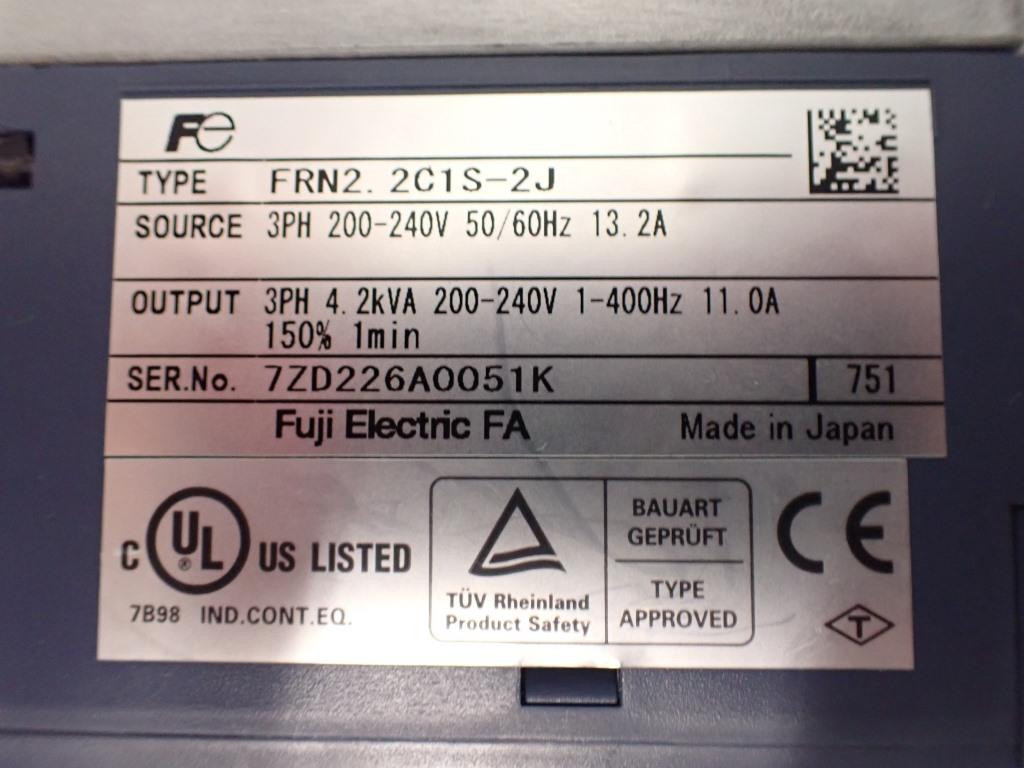 Fe
TYPE FRN2.2C1S-2J
SOURCE 3PH 200-240V 50/60Hz 13.2A
OUTPUT 3PH 4.2kVA 200-240V 1-400Hz 11.0A
150% 1min
SER.No. 7ZD226A0051K 751
Fuji Electric FA Made in Japan
C UL ® US LISTED
7B98 IND.CONT.EQ.
TÜV Rheinland
Product Safety
BAUART
GEPRÜFT
TYPE
APPROVED
CE
T